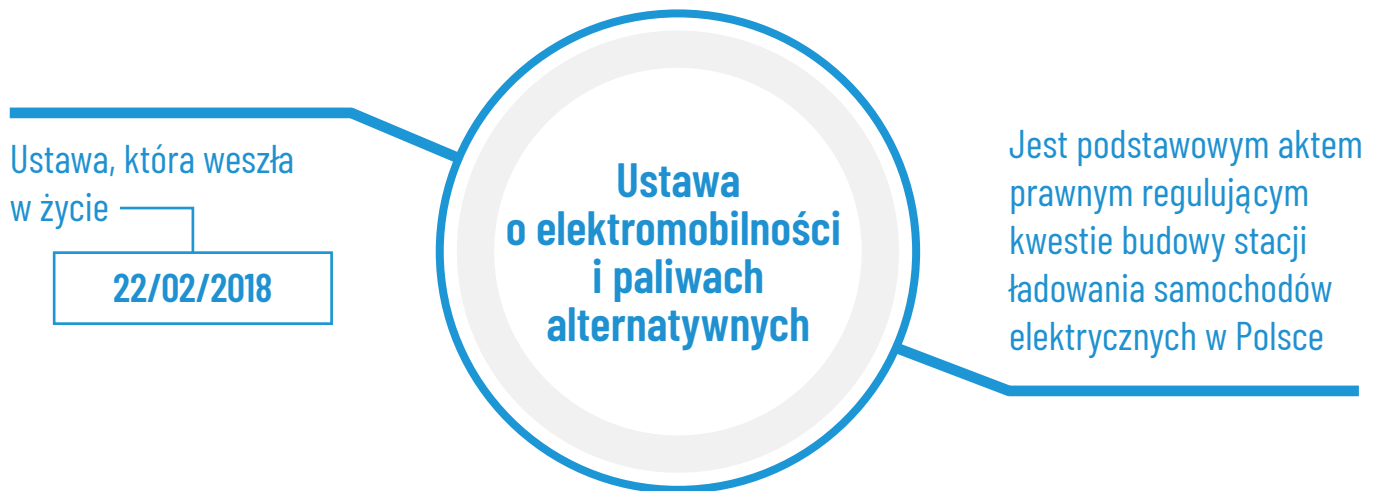 Ustawa, która weszła
w życie
22/02/2018
Ustawa
o elektromobilności
i paliwach
alternatywnych
Jest podstawowym aktem
prawnym regulującym
kwestie budowy stacji
ładowania samochodów
elektrycznych w Polsce